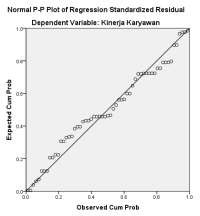 Normal P-P Plot of Regression Standardized Residual
Dependent Variable: Kinerja Karyawan
Expected Cum Prob
1.0
0.8
0.6
0.4
0.2
0.0
0.0 0.2 0.4 0.6 0.8 1.0
Observed Cum Prob